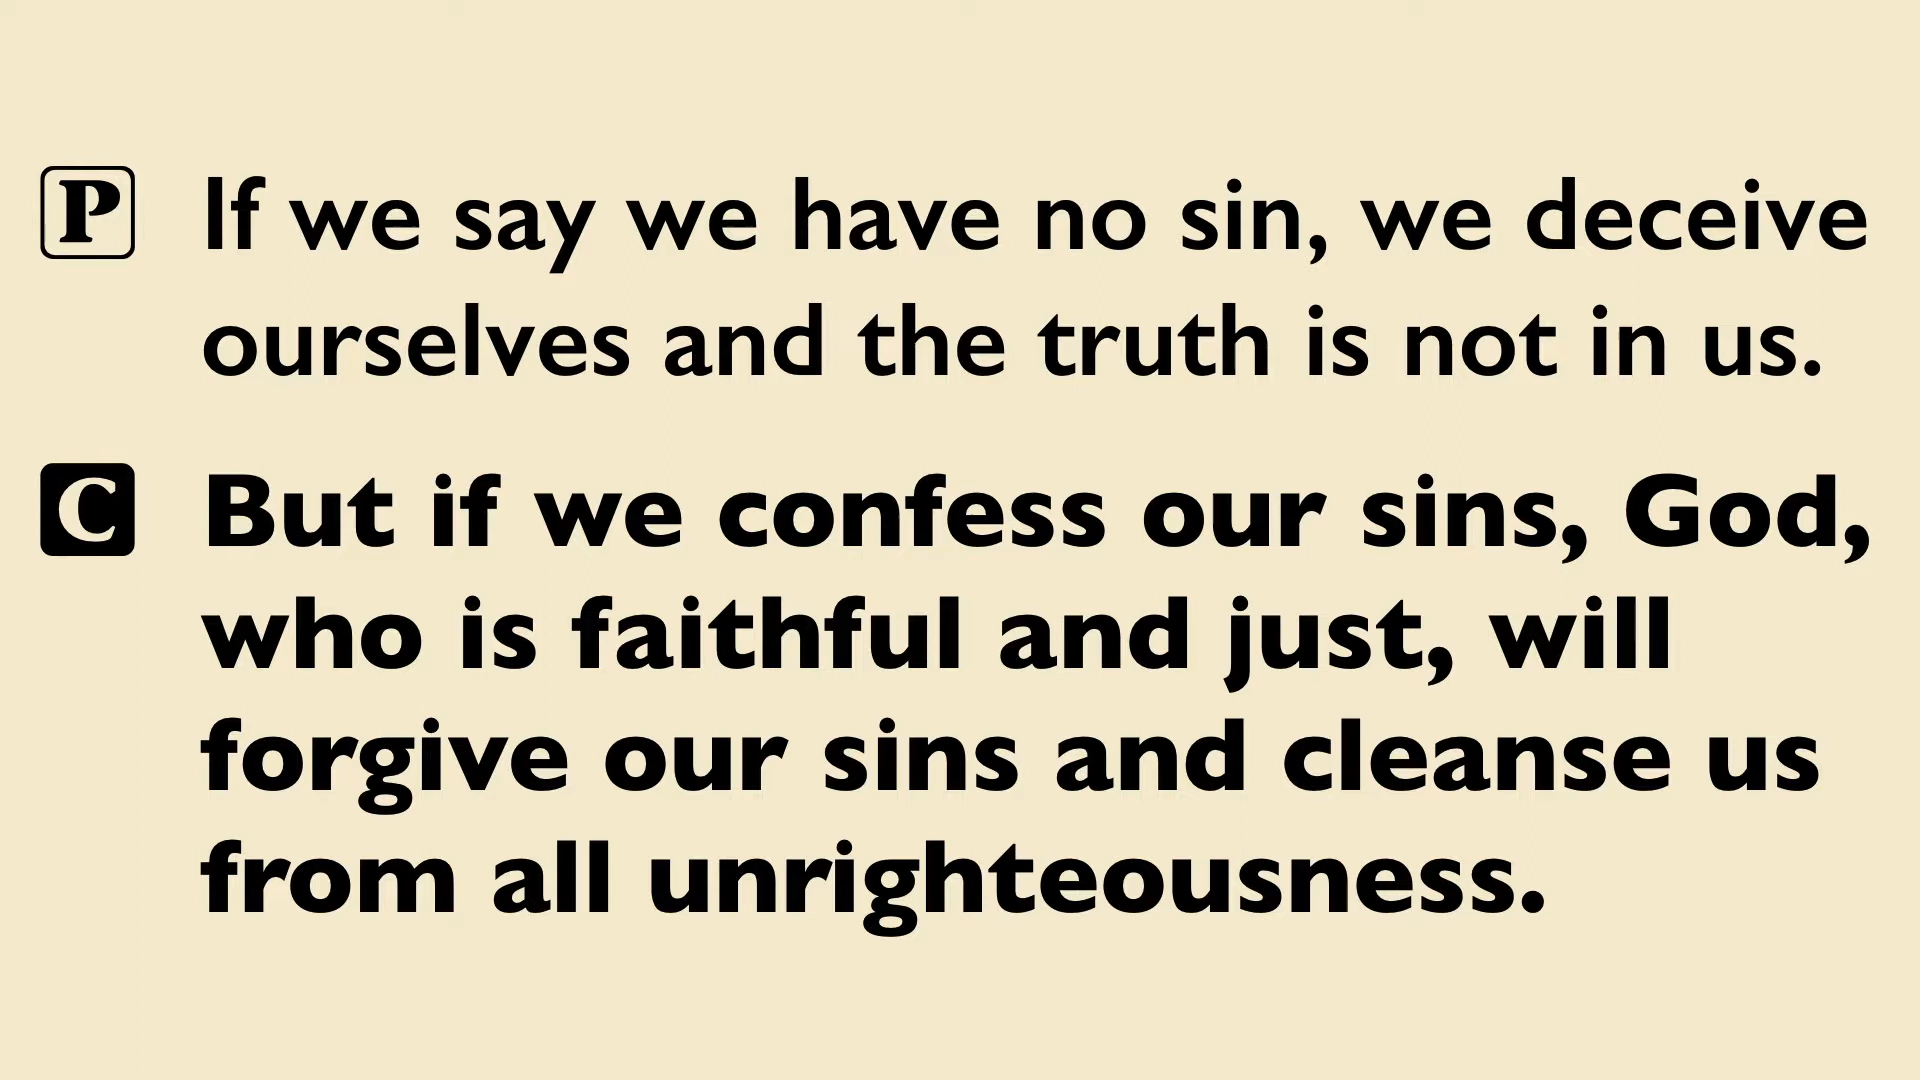 P If we say we have no sin, we deceive
ourselves and the truth is not in us.
C But if we confess our sins, God,
who is faithful and just, will
forgive our sins and cleanse us
from all unrighteousness.